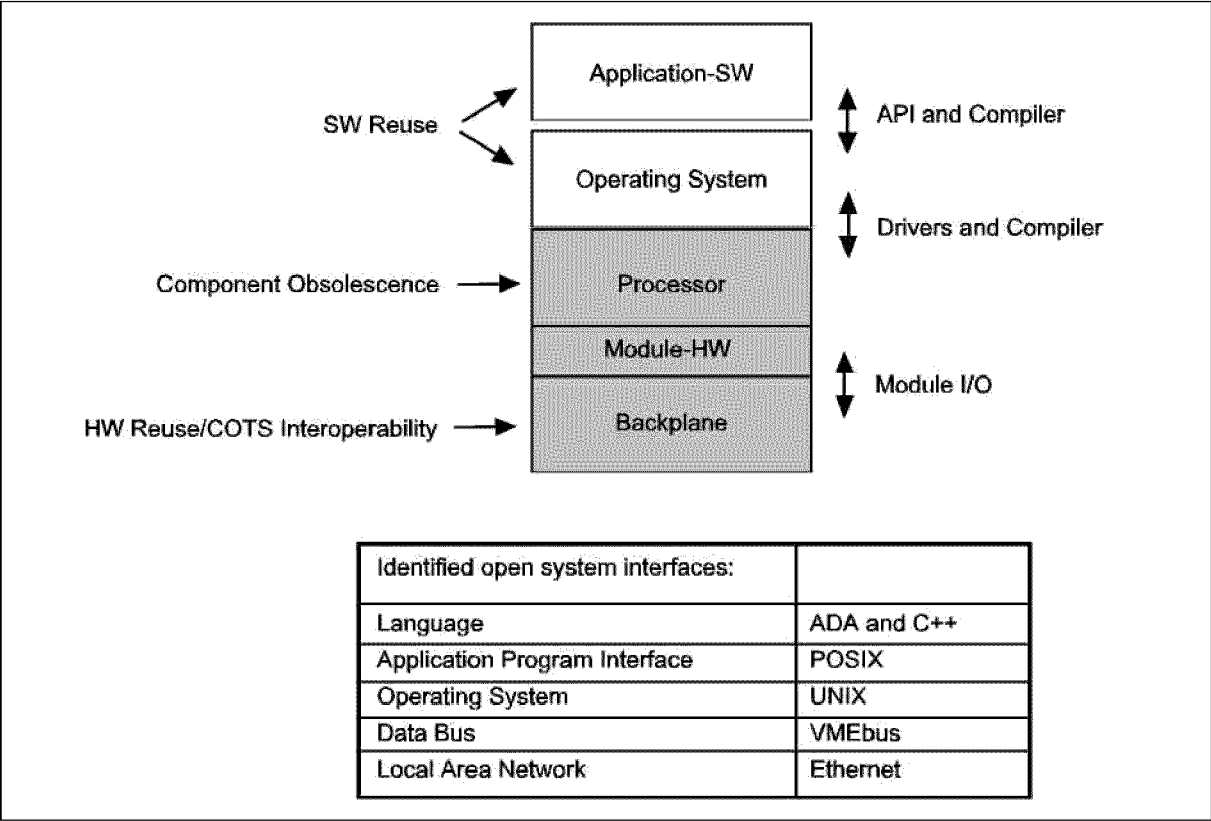 Application-SW
SW Reuse
API and Compiler
Operating System
Drivers and Compiler
Component Obsolescence
Processor
Module-HW
Module I/O
HW Reuse/COTS Interoperability
Backplane
Identified open system interfaces:
Language ADA and C++
Application Program Interface POSIX
Operating System UNIX
Data Bus VMEbus
Local Area Network Ethernet